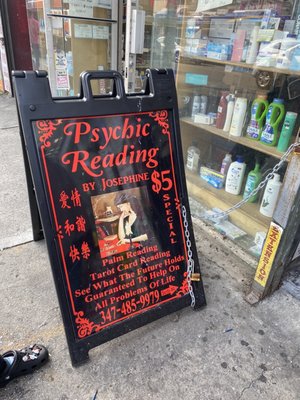 Psychic
Reading
BY JOSEPHINE
$5
SPECIAL
愛情
和諧
快樂
Palm Reading
Tarot Card Reading
See What The Future Holds
Guaranteed To Help
All Problems Of Life
347-485-9979